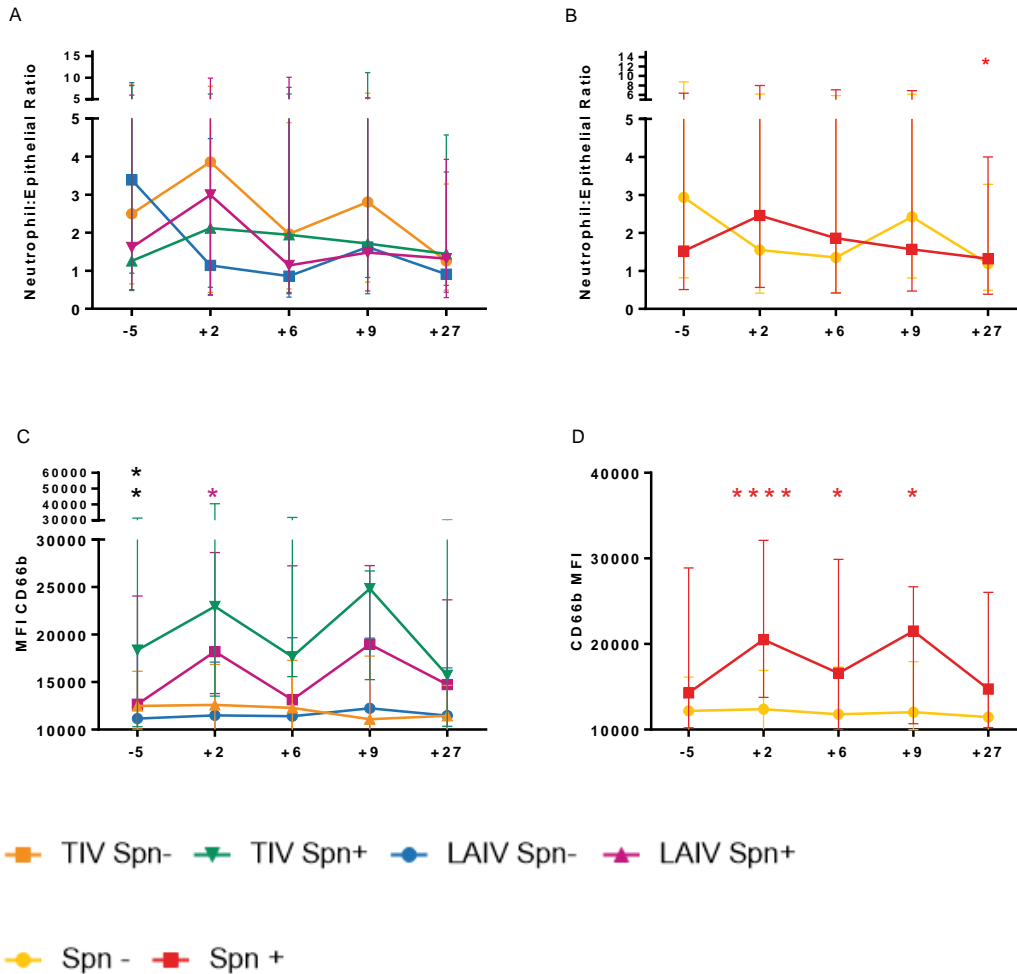 A
Neutrophil:Epithelial Ratio
15
10
5
5
4
3
2
1
0
-5 +2 +6 +9 +27
B
Neutrophil:Epithelial Ratio
14
12
10
8
6
5
4
3
2
1
0
*
-5 +2 +6 +9 +27
C
MFI CD66b
60000
50000
40000
30000
30000
25000
20000
15000
10000
*
* *
-5 +2 +6 +9 +27
D
CD66b MFI
40000
30000
20000
10000
**** * *
-5 +2 +6 +9 +27
TIV Spn- TIV Spn+ LAIV Spn- LAIV Spn+
Spn - Spn +